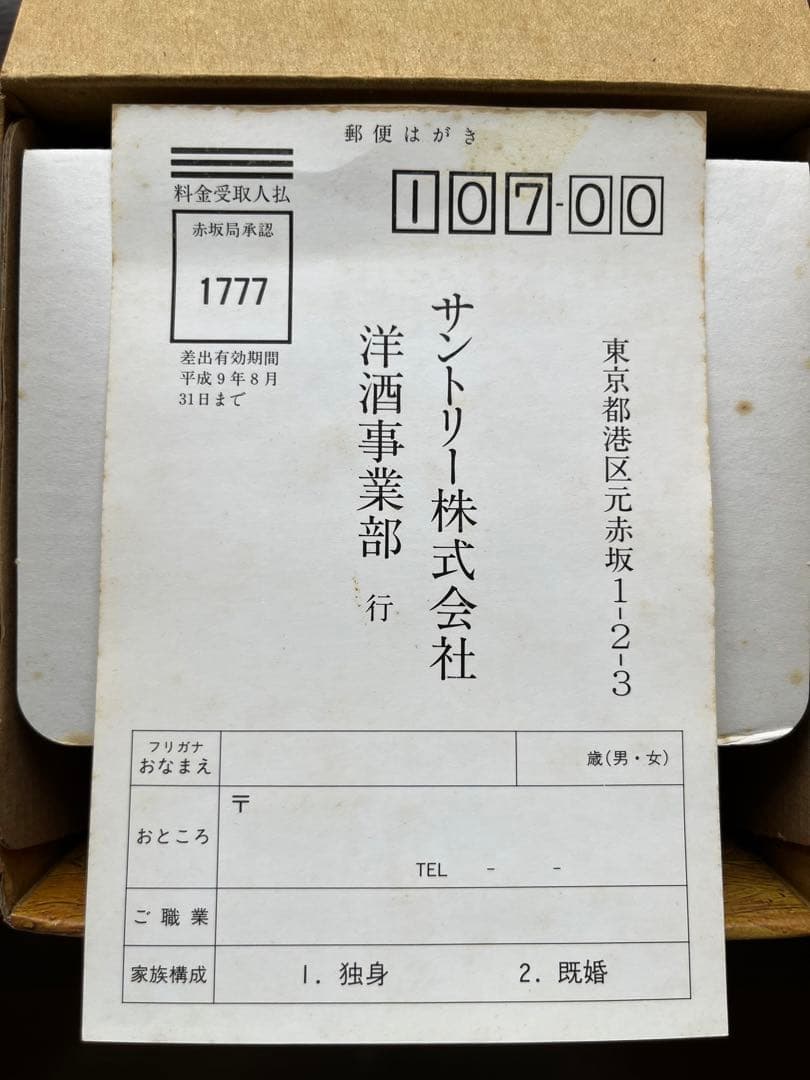 郵便はがき
料金受取人払
赤坂局承認
1777
差出有効期間
平成9年8月
31日まで
107-00
東京都港区元赤坂1-2-3
サントリー株式会社
洋酒事業部 行
フリガナ
おなまえ
歳(男・女)
おところ
〒
TEL - -
ご職業
家族構成
1. 独身 2. 既婚